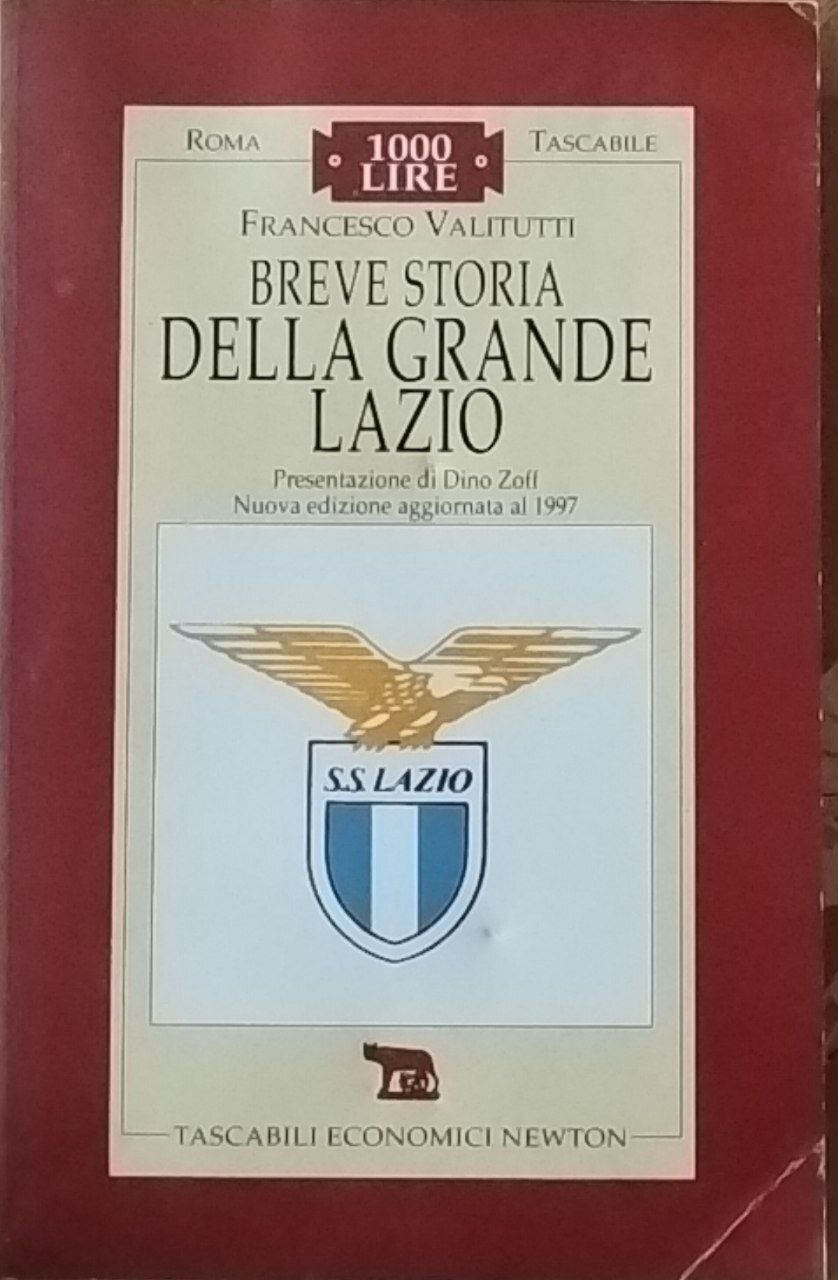 ROMA
1000
LIRE
TASCABILE
FRANCESCO VALITUTTI
BREVE STORIA
DELLA GRANDE
LAZIO
Presentazione di Dino Zoff
Nuova edizione aggiornata al 1997
S.S. LAZIO
TASCABILI ECONOMICI NEWTON